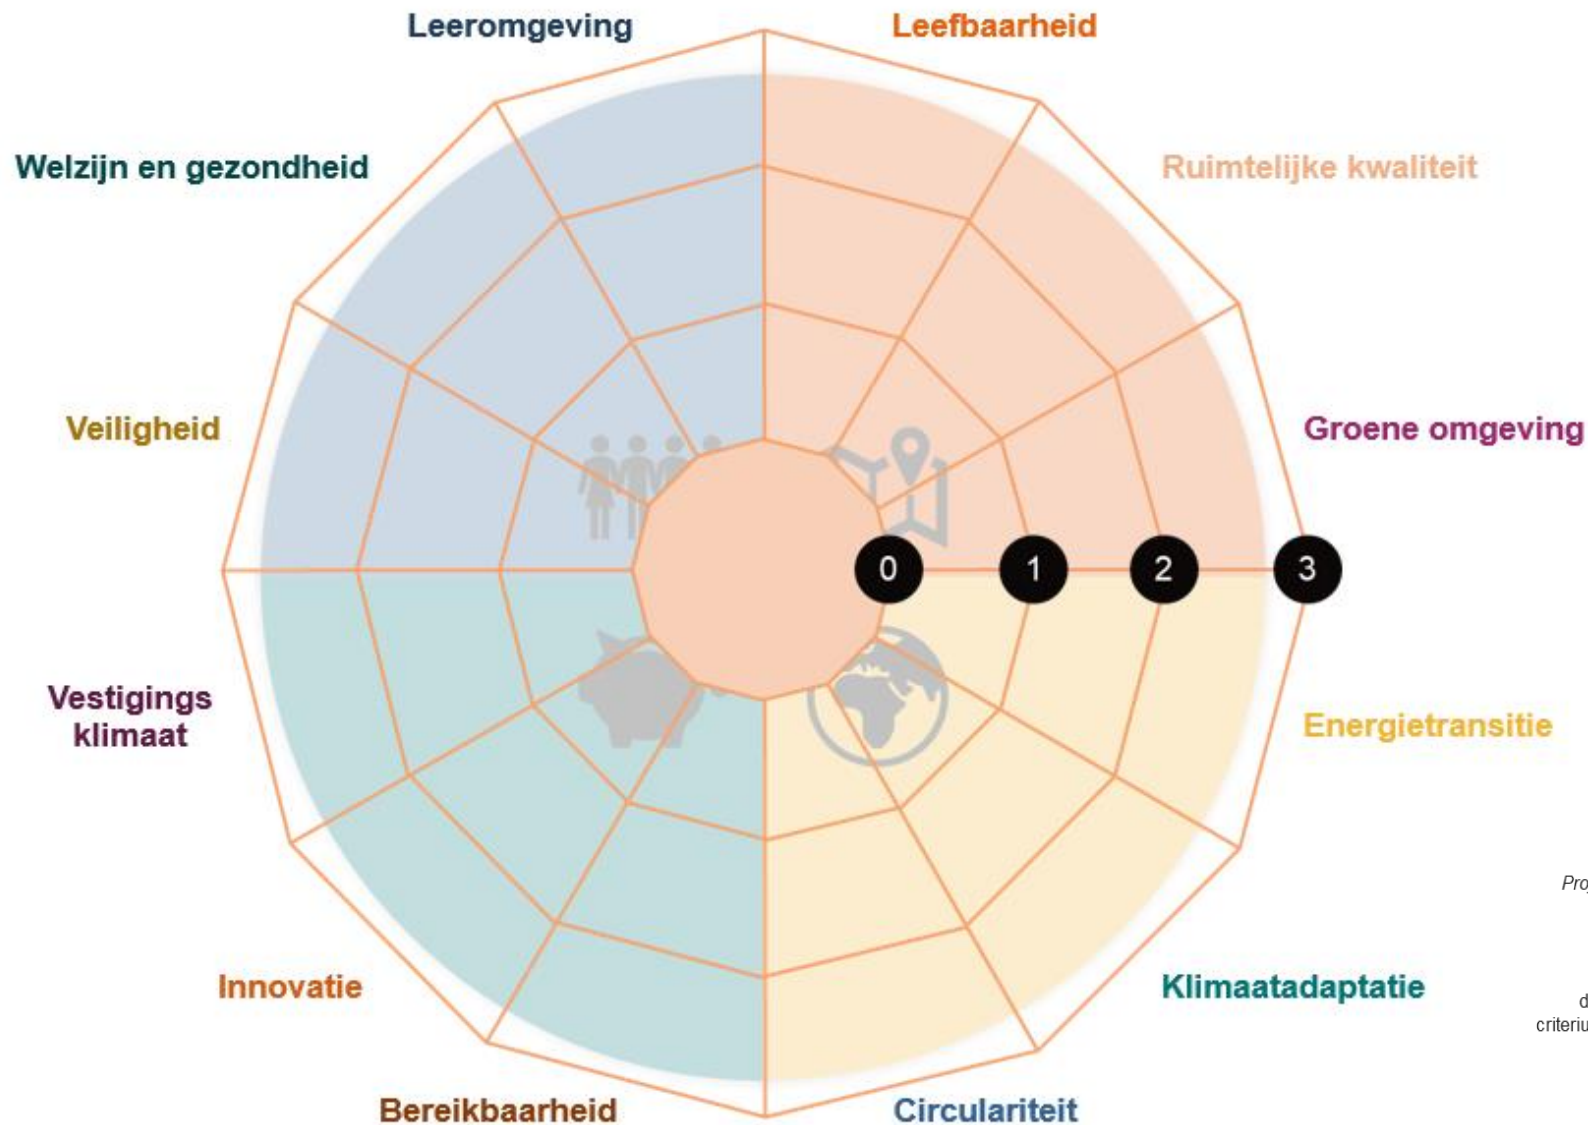 Leeromgeving
Leefbaarheid
Welzijn en gezondheid
Ruimtelijke kwaliteit
Veiligheid
Groene omgeving
0
1
2
3
Vestigings
klimaat
Energietransitie
Innovatie
Klimaatadaptatie
Bereikbaarheid
Circulariteit